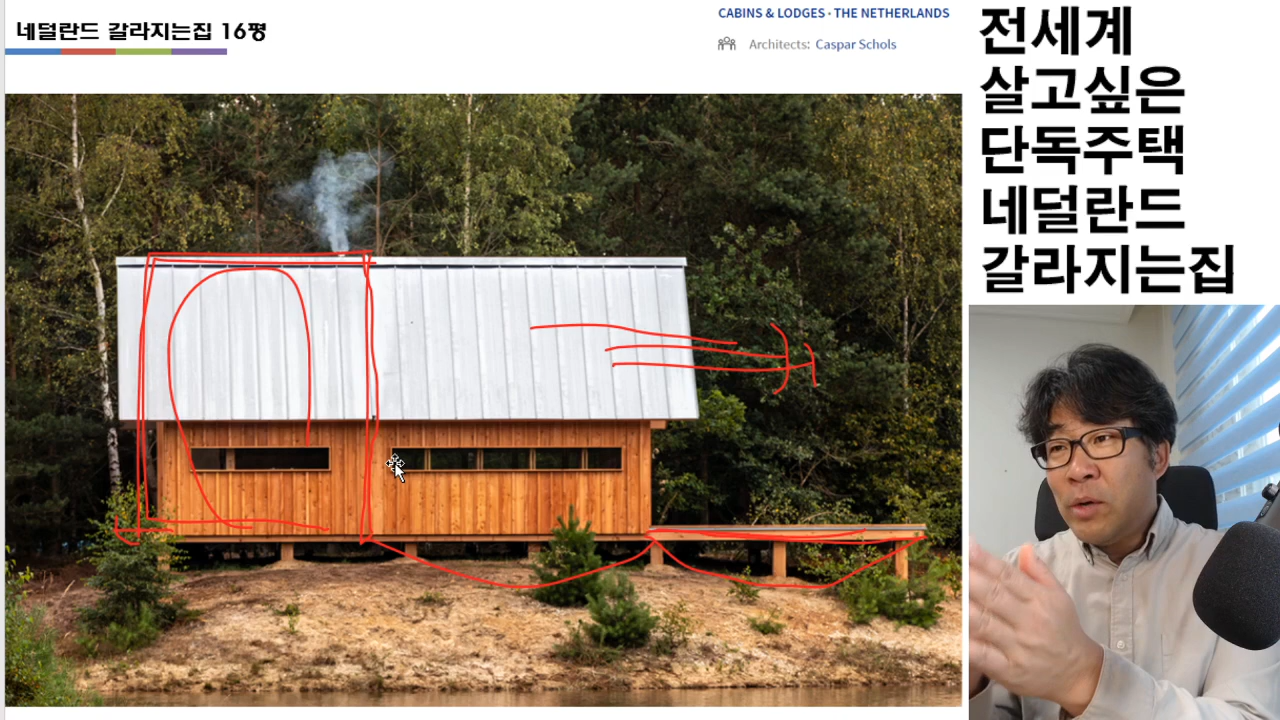 네덜란드 갈라지는집 16평
CABINS & LODGES · THE NETHERLANDS
Architects: Caspar Schols
전세계
살고싶은
단독주택
네덜란드
갈라지는집